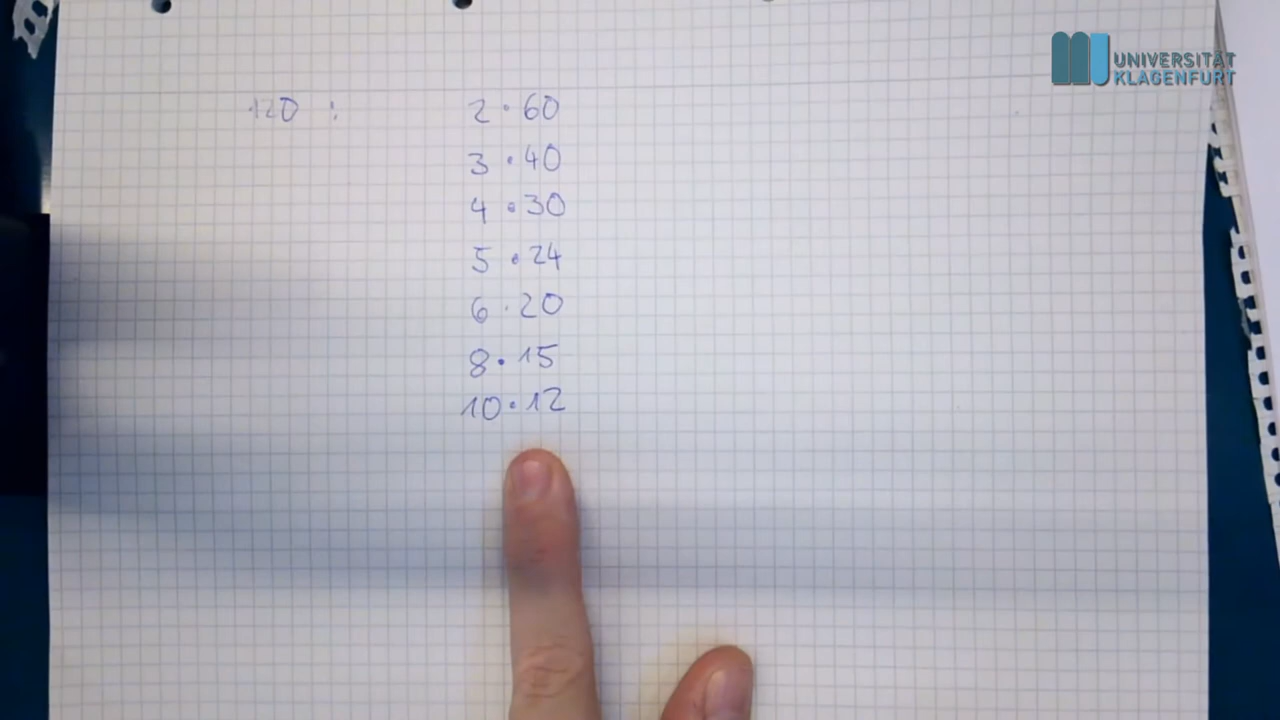 UNIVERSITÄT
KLAGENFURT
120 : 2 · 60
3 · 40
4 · 30
5 · 24
6 · 20
8 · 15
10 · 12